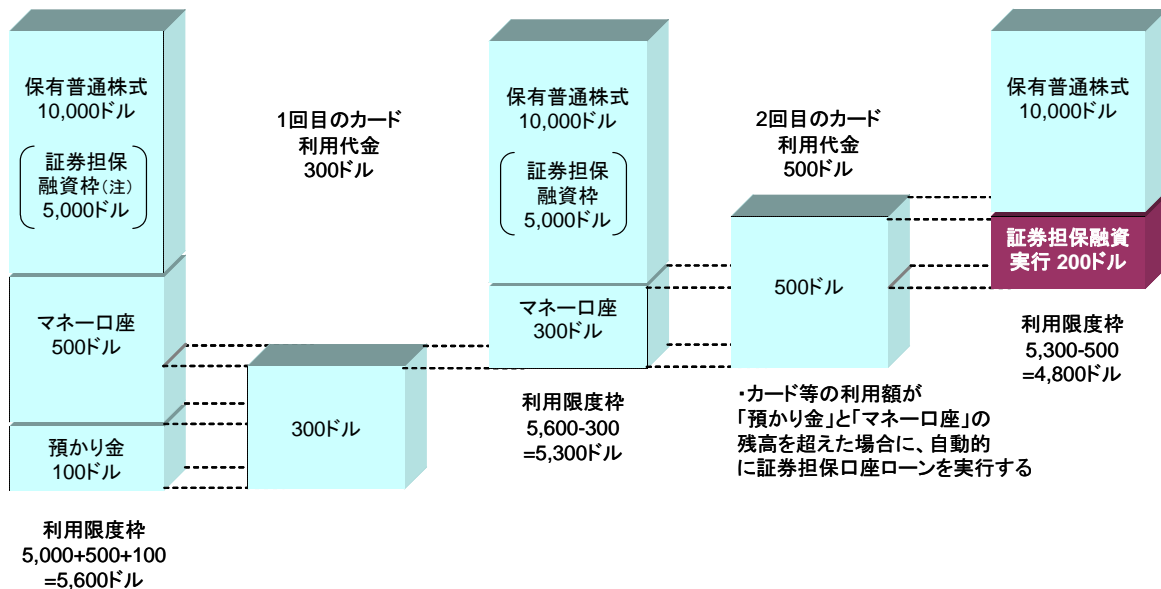 保有普通株式
10,000ドル
証券担保
融資枠(注)
5,000ドル
マネー口座
500ドル
預かり金
100ドル
利用限度枠
5,000+500+100
=5,600ドル
1回目のカード
利用代金
300ドル
300ドル
保有普通株式
10,000ドル
証券担保
融資枠
5,000ドル
マネー口座
300ドル
利用限度枠
5,600-300
=5,300ドル
2回目のカード
利用代金
500ドル
500ドル
・カード等の利用額が
「預かり金」と「マネー口座」の
残高を超えた場合に、自動的
に証券担保口座ローンを実行する
保有普通株式
10,000ドル
証券担保融資
実行 200ドル
利用限度枠
5,300-500
=4,800ドル